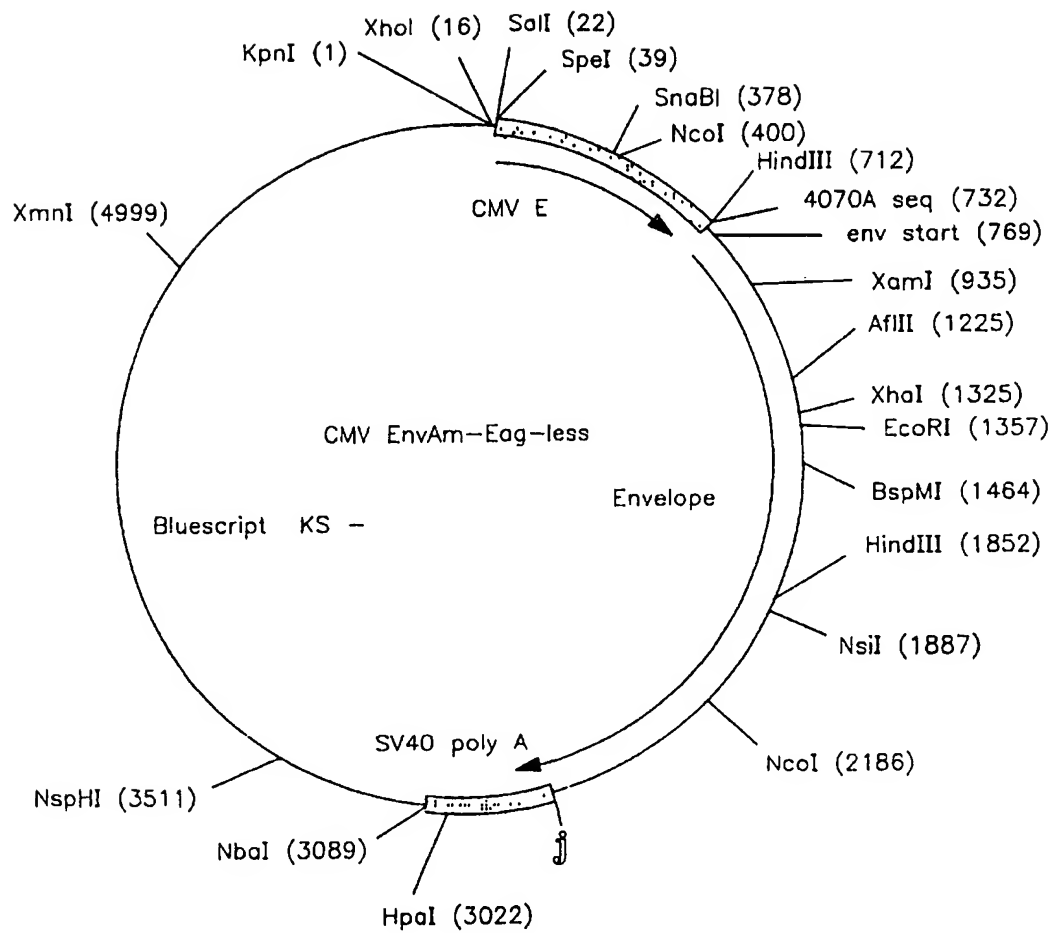 KpnI (1)
XhoI (16)
SalI (22)
SpeI (39)
SnaBI (378)
NcoI (400)
HindIII (712)
4070A seq (732)
env start (769)
XamI (935)
AflII (1225)
XhaI (1325)
EcoRI (1357)
BspMI (1464)
HindIII (1852)
NsiI (1887)
NcoI (2186)
j
HpaI (3022)
NbaI (3089)
NspHI (3511)
XmnI (4999)
CMV E
CMV EnvAm-Eag-less
Envelope
Bluescript KS -
SV40 poly A